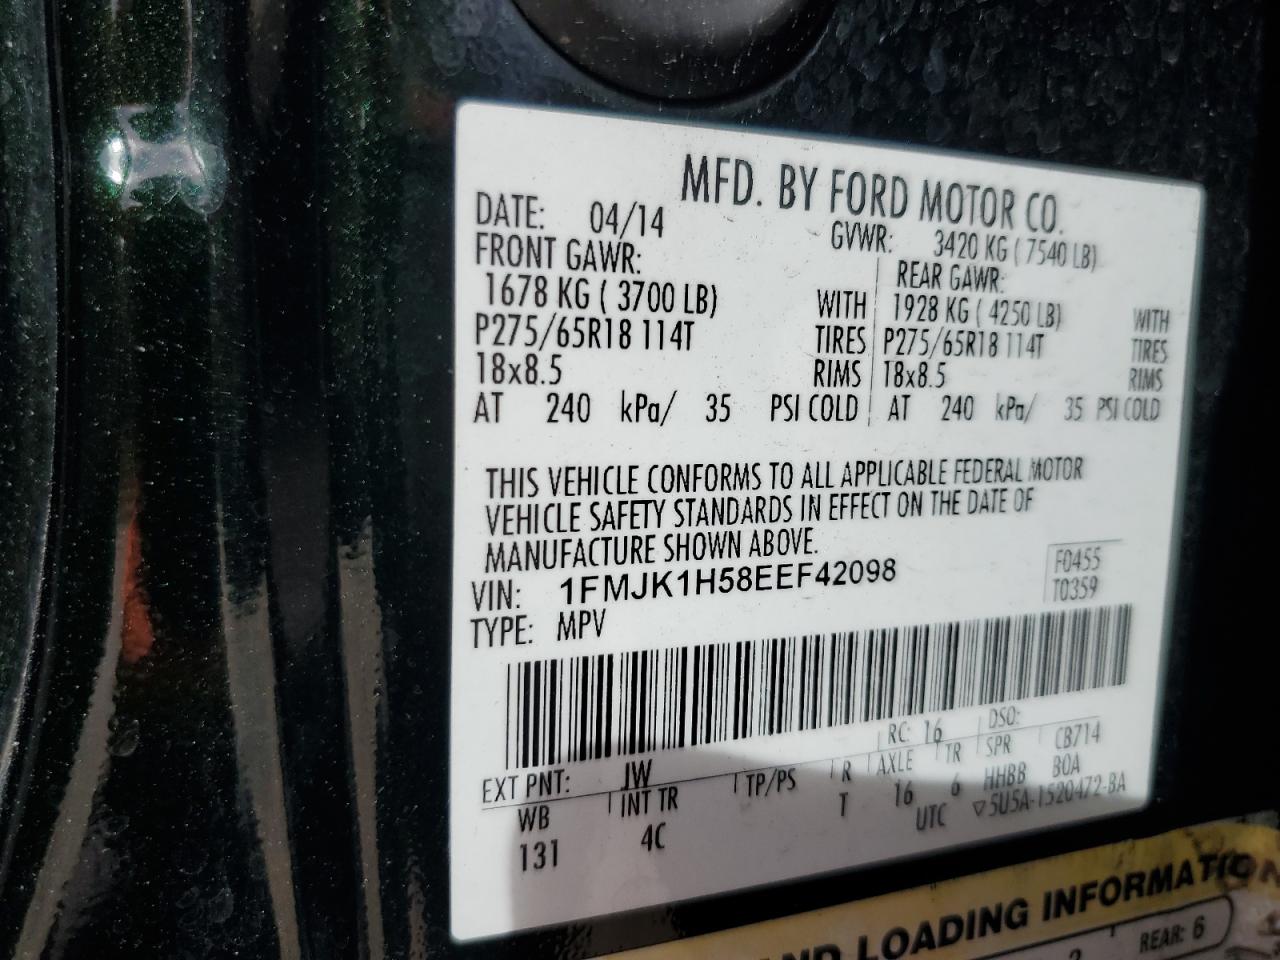 MFD. BY FORD MOTOR CO.
DATE: 04/14 GVWR: 3420 KG ( 7540 LB)
FRONT GAWR: REAR GAWR:
1678 KG ( 3700 LB) WITH 1928 KG ( 4250 LB) WITH
P275/65R18 114T TIRES P275/65R18 114T TIRES
18x8.5 RIMS 18x8.5 RIMS
AT 240 kPa/ 35 PSI COLD AT 240 kPa/ 35 PSI COLD
THIS VEHICLE CONFORMS TO ALL APPLICABLE FEDERAL MOTOR
VEHICLE SAFETY STANDARDS IN EFFECT ON THE DATE OF
MANUFACTURE SHOWN ABOVE.
VIN: 1FMJK1H58EEF42098 F0455
TYPE: MPV T0359
RC: 16 DSO:
EXT PNT: JW CB714
WB INT TR TP/PS R AXLE TR SPR BOA
131 4C T 16 6 HHBB
UTC ▽5U5A-1520472-BA
AND LOADING INFORMATION
REAR: 6